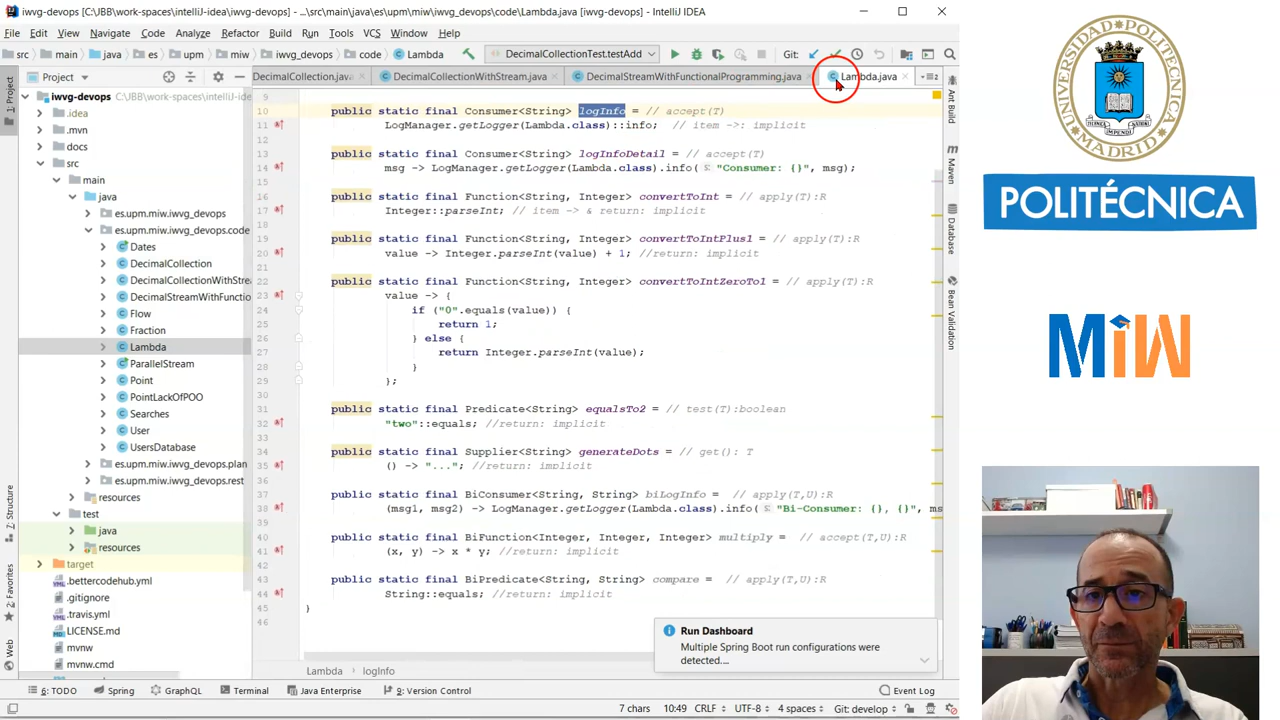 iwvg-devops [C:\JBB\work-spaces\intelliJ-idea\iwvg-devops] - ...\src\main\java\es\upm\miw\iwvg_devops\code\Lambda.java [iwvg-devops] - IntelliJ IDEA
File Edit View Navigate Code Analyze Refactor Build Run Tools VCS Window Help
src main java es upm miw iwvg_devops code Lambda DecimalCollectionTest.testAdd Git:
Project DecimalCollection.java DecimalCollectionWithStream.java DecimalStreamWithFunctionalProgramming.java Lambda.java
1: Project
7: Structure
2: Favorites
Web
iwvg-devops C:\JBB\work-spaces\intelliJ-ide
.idea
.mvn
docs
src
main
java
es.upm.miw.iwvg_devops
es.upm.miw.iwvg_devops.code
Dates
DecimalCollection
DecimalCollectionWithStre
DecimalStreamWithFunctio
Flow
Fraction
Lambda
ParallelStream
Point
PointLackOfPOO
Searches
User
UsersDatabase
es.upm.miw.iwvg_devops.plan
es.upm.miw.iwvg_devops.rest
resources
test
java
resources
target
.bettercodehub.yml
.gitignore
.travis.yml
LICENSE.md
mvnw
mvnw.cmd
9
10 public static final Consumer<String> logInfo = // accept(T)
11 LogManager.getLogger(Lambda.class)::info; // item ->: implicit
12
13 public static final Consumer<String> logInfoDetail = // accept(T)
14 msg -> LogManager.getLogger(Lambda.class).info( "Consumer: {}", msg);
15
16 public static final Function<String, Integer> convertToInt = // apply(T):R
17 Integer::parseInt; // item -> & return: implicit
18
19 public static final Function<String, Integer> convertToIntPlus1 = // apply(T):R
20 value -> Integer.parseInt(value) + 1; //return: implicit
21
22 public static final Function<String, Integer> convertToIntZeroTo1 = // apply(T):R
23 value -> {
24 if ("0".equals(value)) {
25 return 1;
26 } else {
27 return Integer.parseInt(value);
28 }
29 };
30
31 public static final Predicate<String> equalsTo2 = // test(T):boolean
32 "two"::equals; //return: implicit
33
34 public static final Supplier<String> generateDots = // get(): T
35 () -> "..."; //return: implicit
36
37 public static final BiConsumer<String, String> biLogInfo = // apply(T,U):R
38 (msg1, msg2) -> LogManager.getLogger(Lambda.class).info( "Bi-Consumer: {}, {}", ms
39
40 public static final BiFunction<Integer, Integer, Integer> multiply = // accept(T,U):R
41 (x, y) -> x * y; //return: implicit
42
43 public static final BiPredicate<String, String> compare = // apply(T,U):R
44 String::equals; //return: implicit
45 }
46
Ant Build
Maven
Database
Bean Validation
Run Dashboard
Multiple Spring Boot run configurations were
detected....
Lambda logInfo
6: TODO Spring GraphQL Terminal Java Enterprise 9: Version Control Event Log
7 chars 10:49 CRLF UTF-8 4 spaces Git: develop
UNIVERSIDAD POLITÉCNICA
MADRID
POLITÉCNICA
MiW